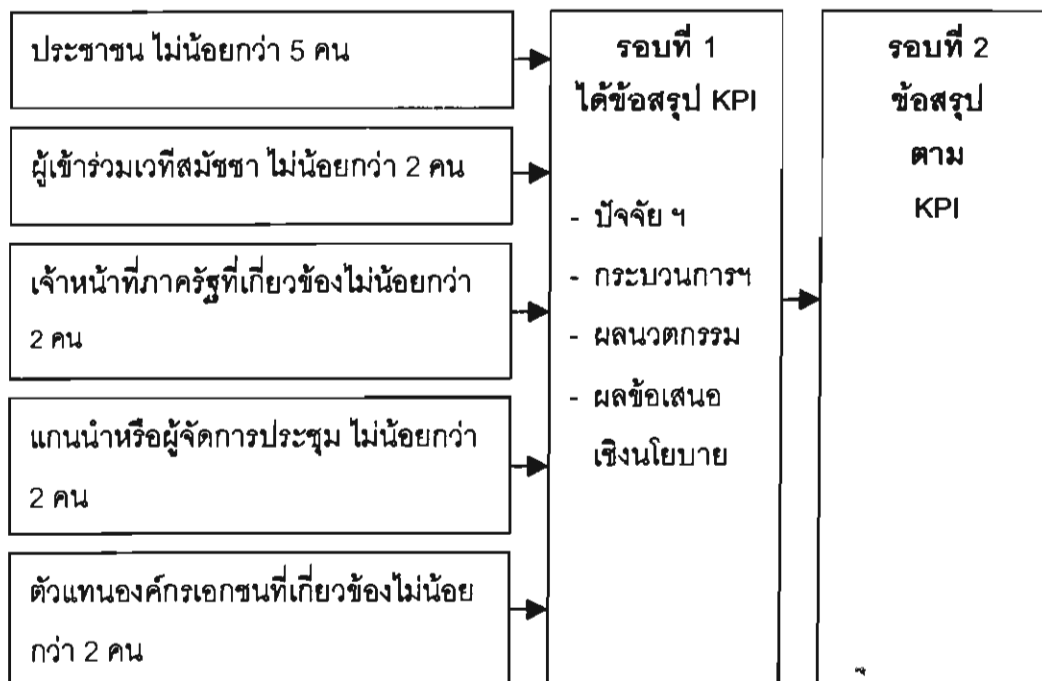 ประชาชน ไม่น้อยกว่า 5 คน
ผู้เข้าร่วมเวทีสมัชชา ไม่น้อยกว่า 2 คน
เจ้าหน้าที่ภาครัฐที่เกี่ยวข้องไม่น้อยกว่า
2 คน
แกนนำหรือผู้จัดการประชุม ไม่น้อยกว่า
2 คน
ตัวแทนองค์กรเอกชนที่เกี่ยวข้องไม่น้อย
กว่า 2 คน
รอบที่ 1
ได้ข้อสรุป KPI
- ปัจจัย ฯ
- กระบวนการฯ
- ผลนวตกรรม
- ผลข้อเสนอ
เชิงนโยบาย
รอบที่ 2
ข้อสรุป
ตาม
KPI